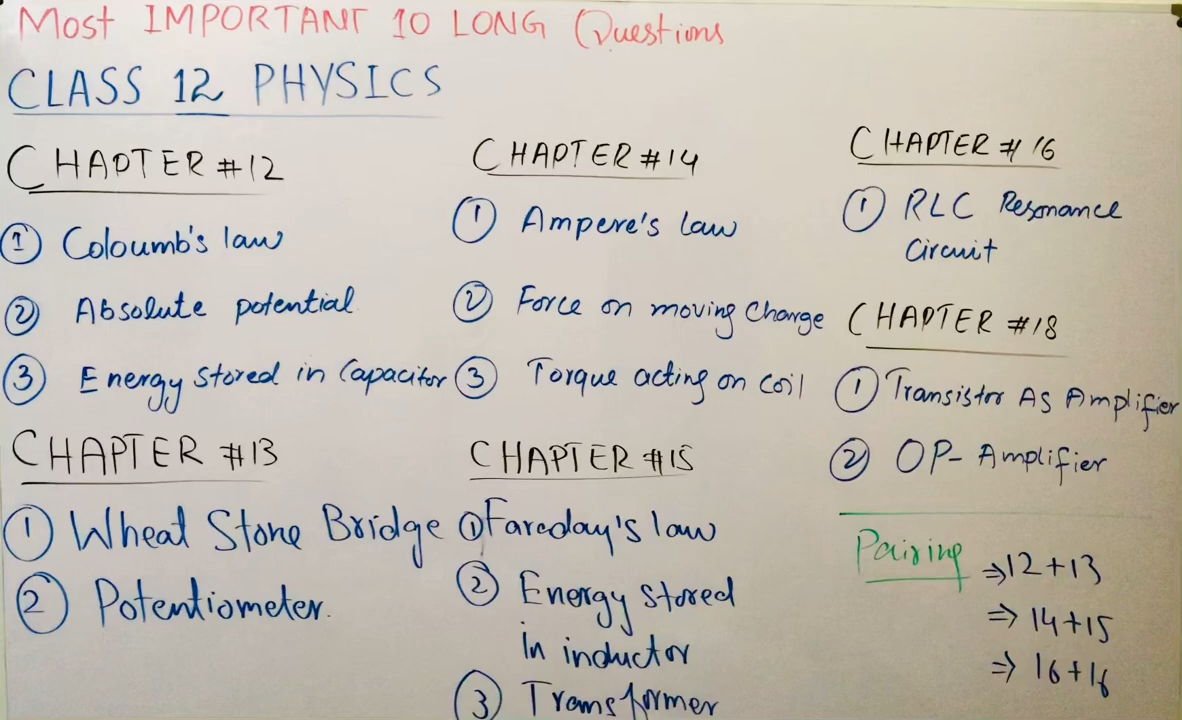 Most IMPORTANT 10 LONG Questions
CLASS 12 PHYSICS
CHAPTER #12
① Coloumb's law
② Absolute potential
③ Energy stored in Capacitor
CHAPTER #13
① Wheat Stone Bridge
② Potentiometer.
CHAPTER #14
① Ampere's law
② Force on moving Charge
③ Torque acting on coil
CHAPTER #15
① Faraday's law
② Energy stored
in inductor
③ Transformer
CHAPTER # 16
① RLC Resonance
Circuit
CHAPTER #18
① Transistor As Amplifier
② OP- Amplifier
Pairing ⇒ 12+13
⇒ 14+15
⇒ 16+16